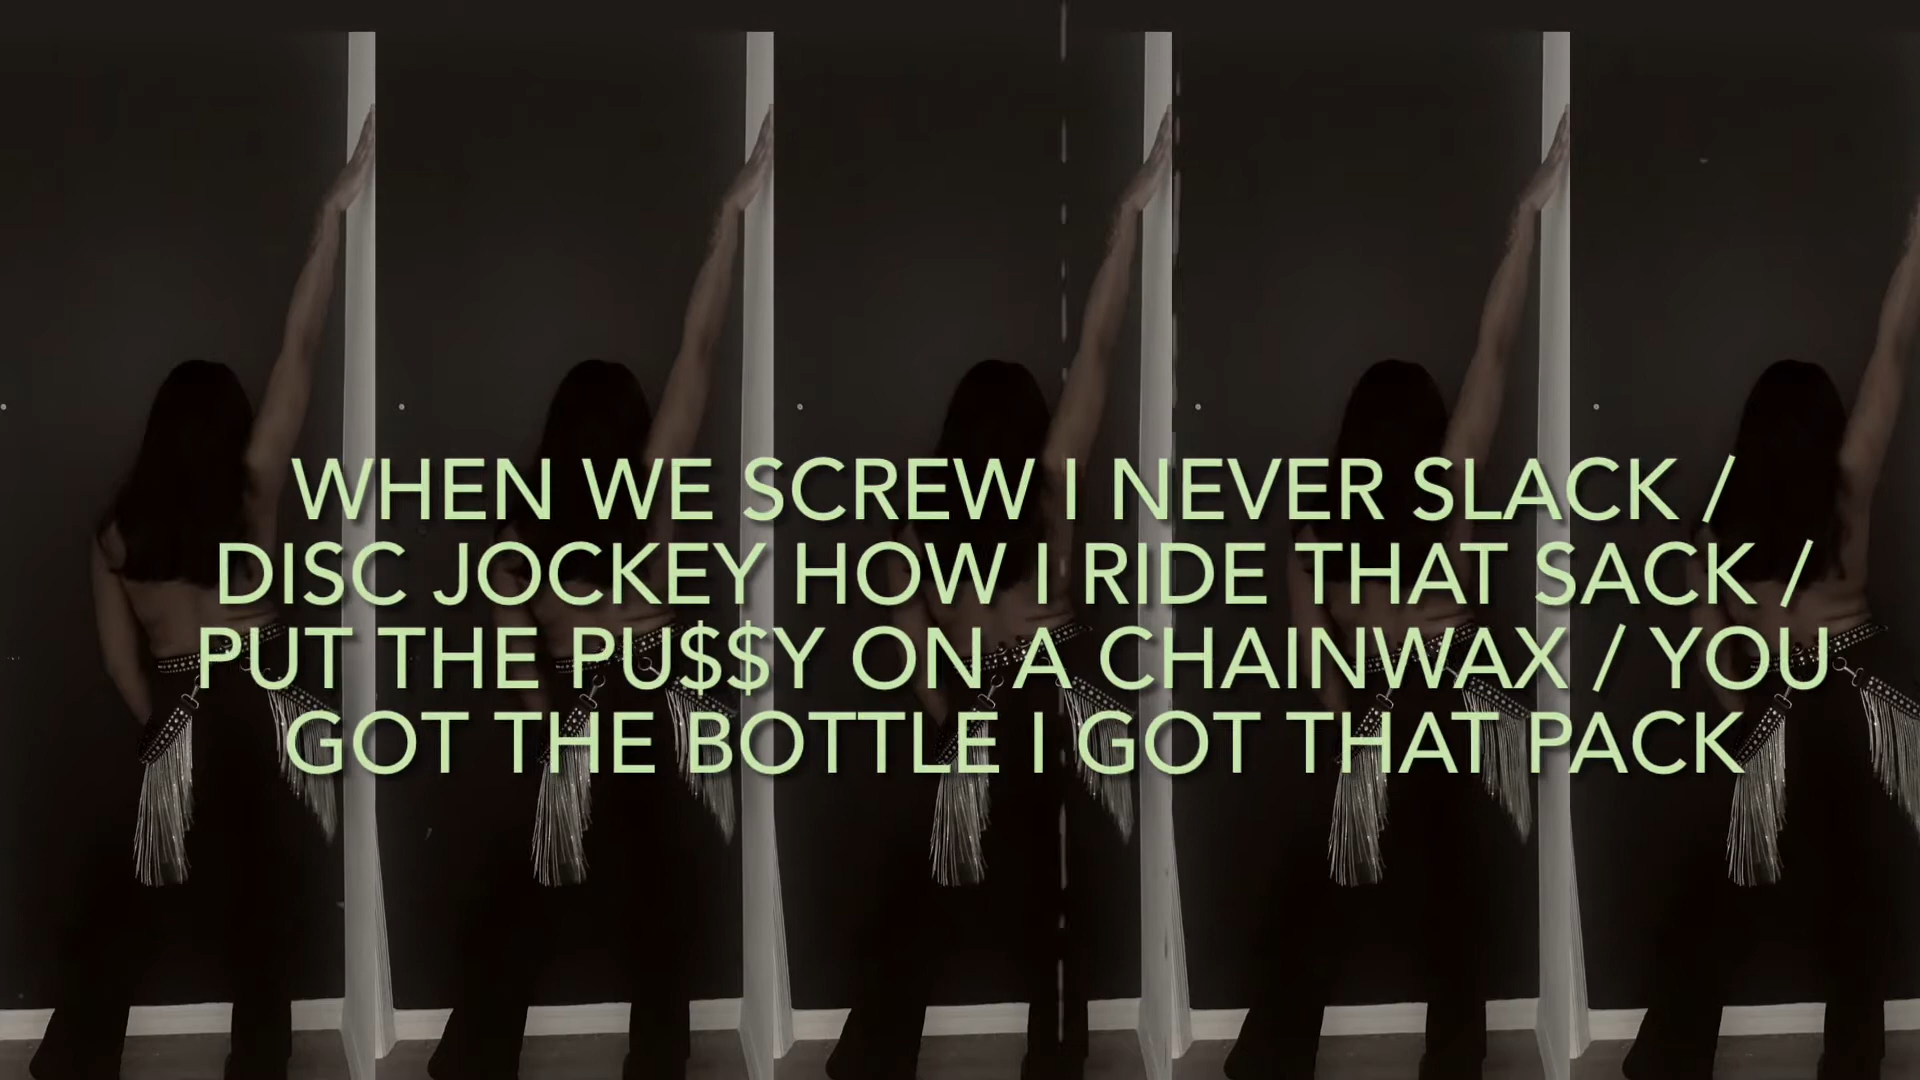 WHEN WE SCREW I NEVER SLACK /
DISC JOCKEY HOW I RIDE THAT SACK /
PUT THE PU$$Y ON A CHAINWAX / YOU
GOT THE BOTTLE I GOT THAT PACK